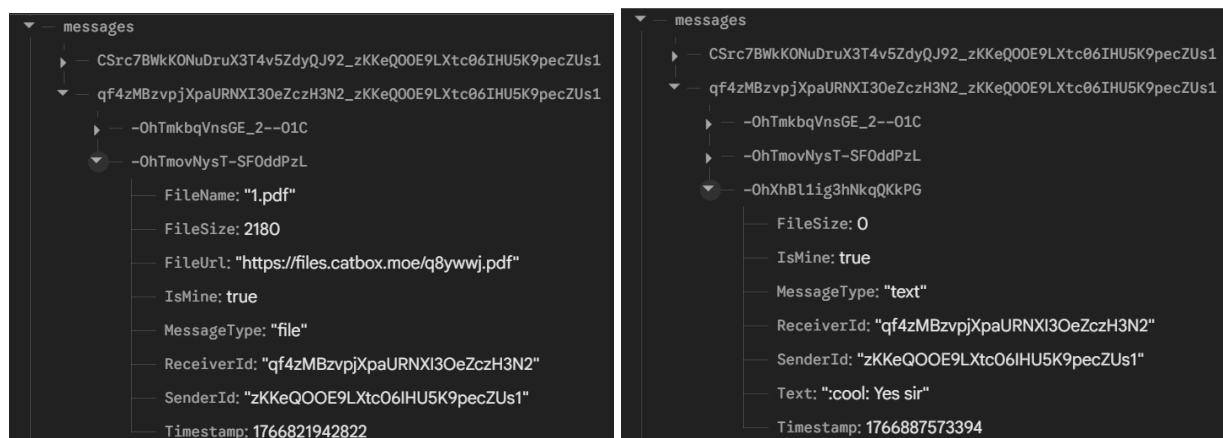 messages
CSrc7BWkKONuDruX3T4v5ZdyQJ92_zKKeQOOE9LXtc06IHU5K9pecZUs1
qf4zMBzvpjXpaURNXI3OeZczH3N2_zKKeQOOE9LXtc06IHU5K9pecZUs1
-OhTmkbqVnsGE_2--O1C
-OhTmovNysT-SFOddPzL
FileName: "1.pdf"
FileSize: 2180
FileUrl: "https://files.catbox.moe/q8ywwj.pdf"
IsMine: true
MessageType: "file"
ReceiverId: "qf4zMBzvpjXpaURNXI3OeZczH3N2"
SenderId: "zKKeQOOE9LXtc06IHU5K9pecZUs1"
Timestamp: 1766821942822
messages
CSrc7BWkKONuDruX3T4v5ZdyQJ92_zKKeQOOE9LXtc06IHU5K9pecZUs1
qf4zMBzvpjXpaURNXI3OeZczH3N2_zKKeQOOE9LXtc06IHU5K9pecZUs1
-OhTmkbqVnsGE_2--O1C
-OhTmovNysT-SFOddPzL
-OhXhBl1ig3hNkqQKkPG
FileSize: 0
IsMine: true
MessageType: "text"
ReceiverId: "qf4zMBzvpjXpaURNXI3OeZczH3N2"
SenderId: "zKKeQOOE9LXtc06IHU5K9pecZUs1"
Text: ":cool: Yes sir"
Timestamp: 1766887573394